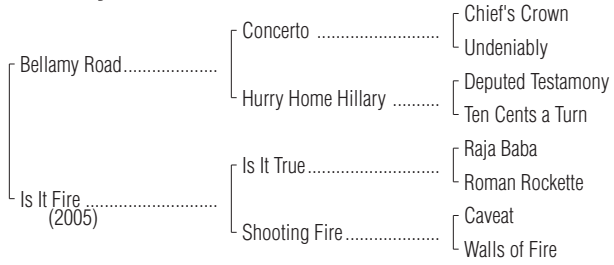 Chief's Crown
Concerto ..........................
Undeniably
Bellamy Road....................
Deputed Testamony
Hurry Home Hillary ..........
Ten Cents a Turn
Raja Baba
Is It True............................
Roman Rockette
Is It Fire ............................
(2005)
Caveat
Shooting Fire....................
Walls of Fire